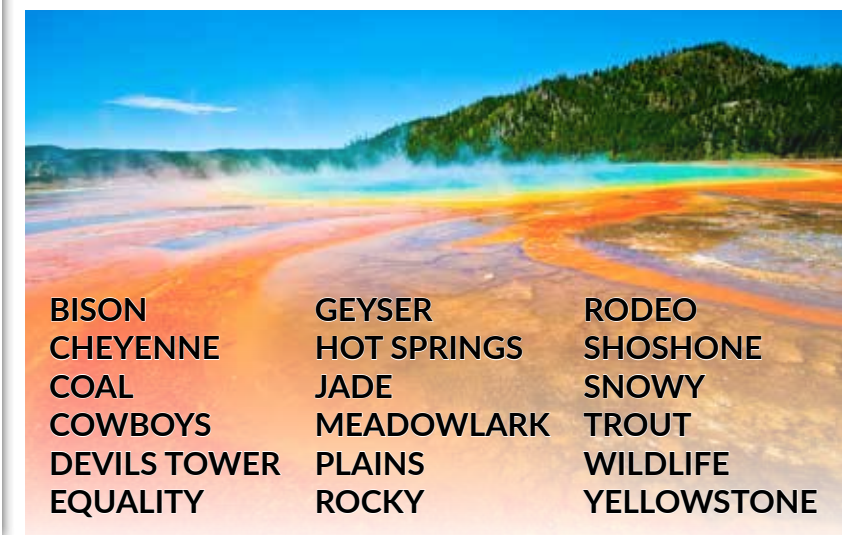 BISON
CHEYENNE
COAL
COWBOYS
DEVILS TOWER
EQUALITY
GEYSER
HOT SPRINGS
JADE
MEADOWLARK
PLAINS
ROCKY
RODEO
SHOSHONE
SNOWY
TROUT
WILDLIFE
YELLOWSTONE